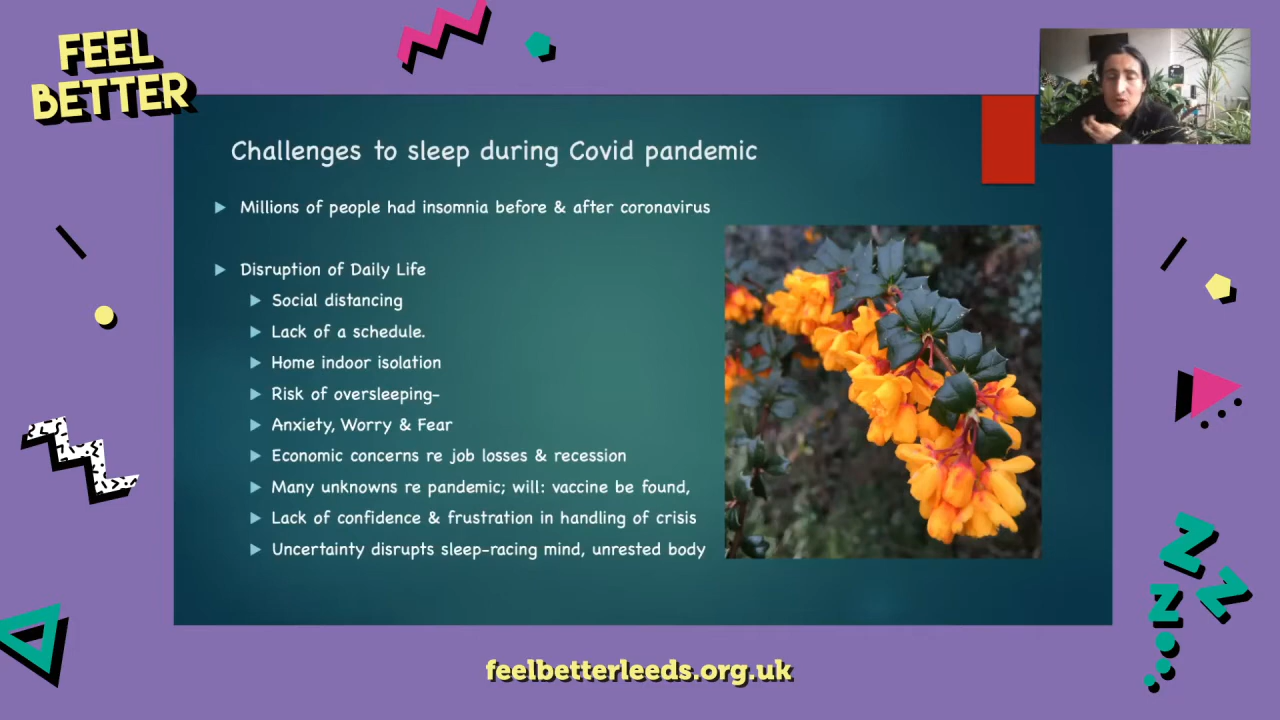 FEEL
BETTER
Challenges to sleep during Covid pandemic
Millions of people had insomnia before & after coronavirus
Disruption of Daily Life
Social distancing
Lack of a schedule.
Home indoor isolation
Risk of oversleeping-
Anxiety, Worry & Fear
Economic concerns re job losses & recession
Many unknowns re pandemic; will: vaccine be found,
Lack of confidence & frustration in handling of crisis
Uncertainty disrupts sleep-racing mind, unrested body
Z
Z
Z
feelbetterleeds.org.uk